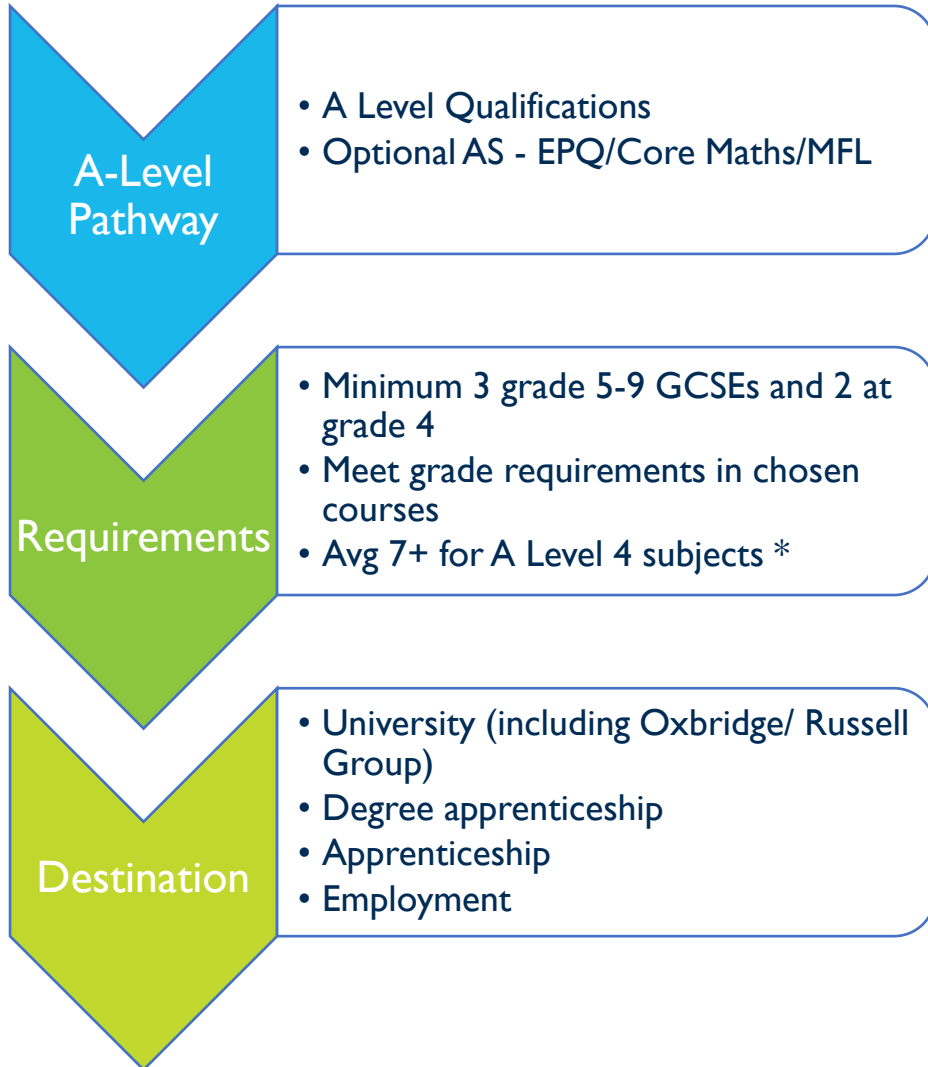 A-Level
Pathway
• A Level Qualifications
• Optional AS - EPQ/Core Maths/MFL
Requirements
• Minimum 3 grade 5-9 GCSEs and 2 at
grade 4
• Meet grade requirements in chosen
courses
• Avg 7+ for A Level 4 subjects *
Destination
• University (including Oxbridge/ Russell
Group)
• Degree apprenticeship
• Apprenticeship
• Employment